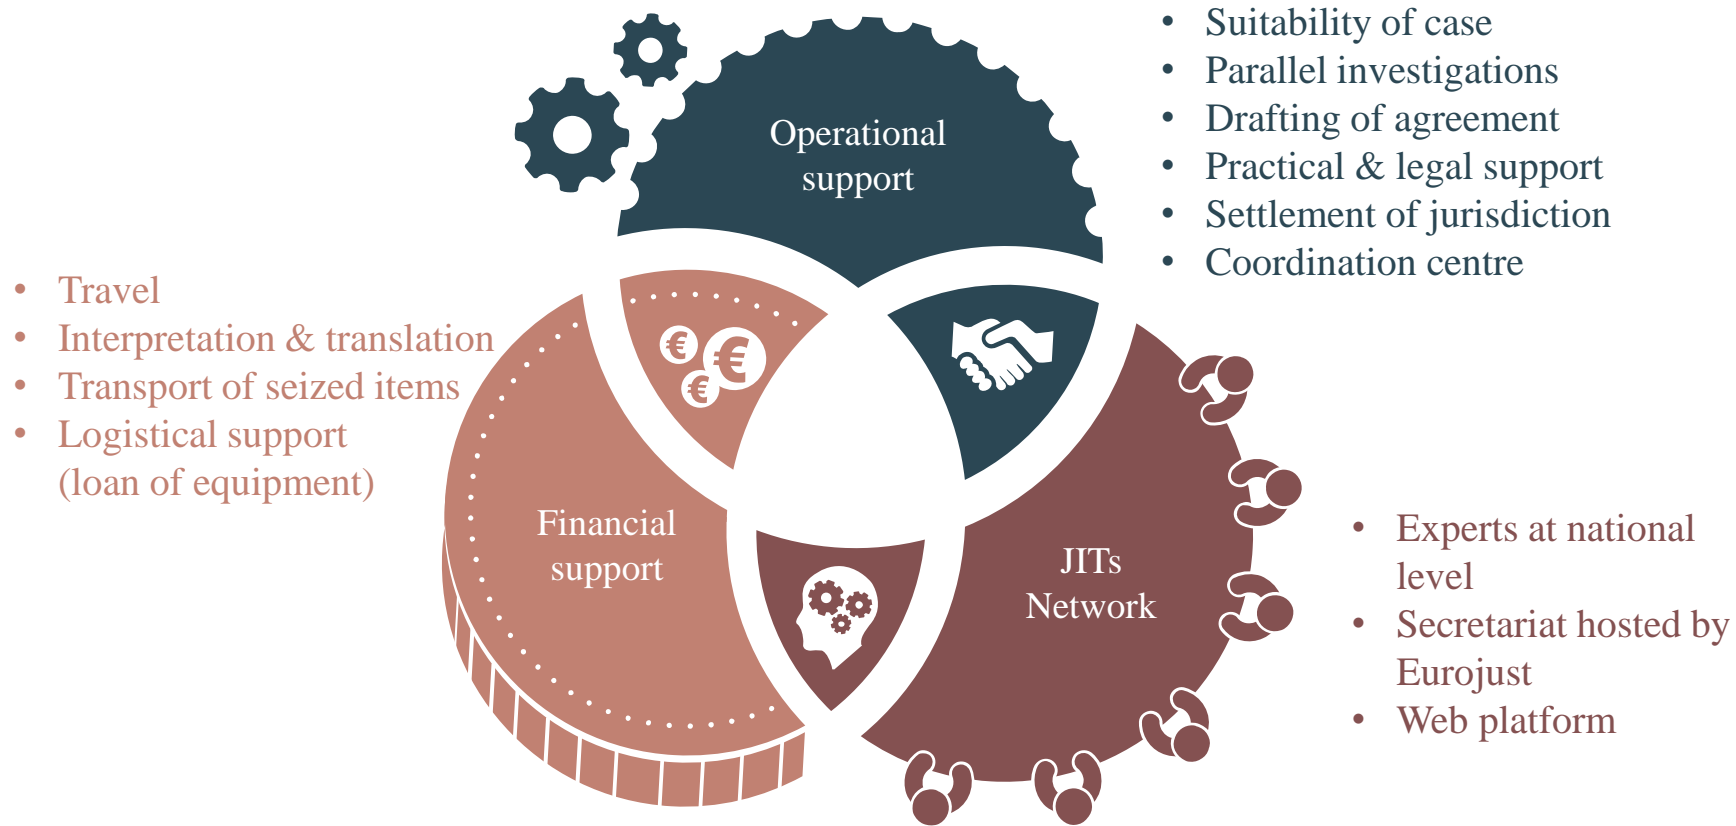 Operational
support
• Suitability of case
• Parallel investigations
• Drafting of agreement
• Practical & legal support
• Settlement of jurisdiction
• Coordination centre
• Travel
• Interpretation & translation
• Transport of seized items
• Logistical support
(loan of equipment)
€
€
€
Financial
support
JITs
Network
• Experts at national
level
• Secretariat hosted by
Eurojust
• Web platform